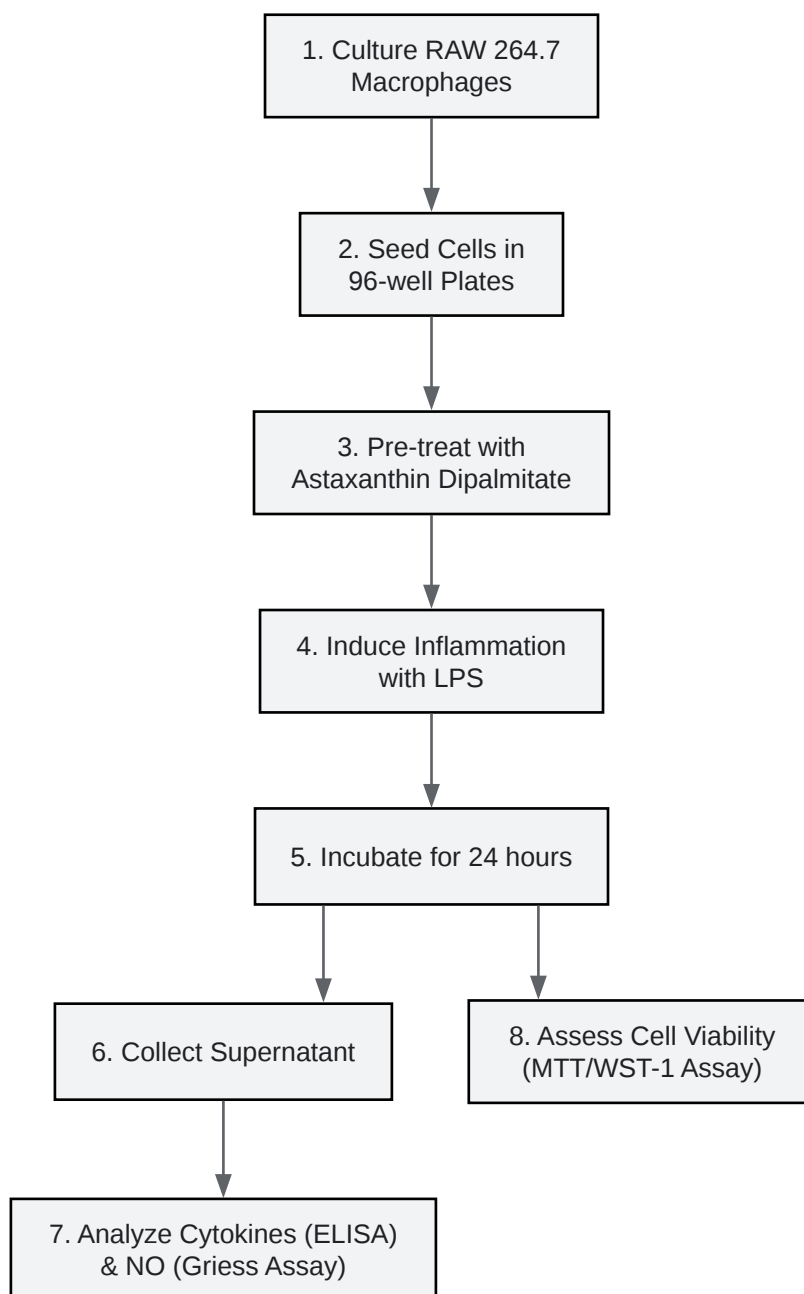 1. Culture RAW 264.7
Macrophages
2. Seed Cells in
96-well Plates
3. Pre-treat with
Astaxanthin Dipalmitate
4. Induce Inflammation
with LPS
5. Incubate for 24 hours
6. Collect Supernatant
8. Assess Cell Viability
(MTT/WST-1 Assay)
7. Analyze Cytokines (ELISA)
& NO (Griess Assay)